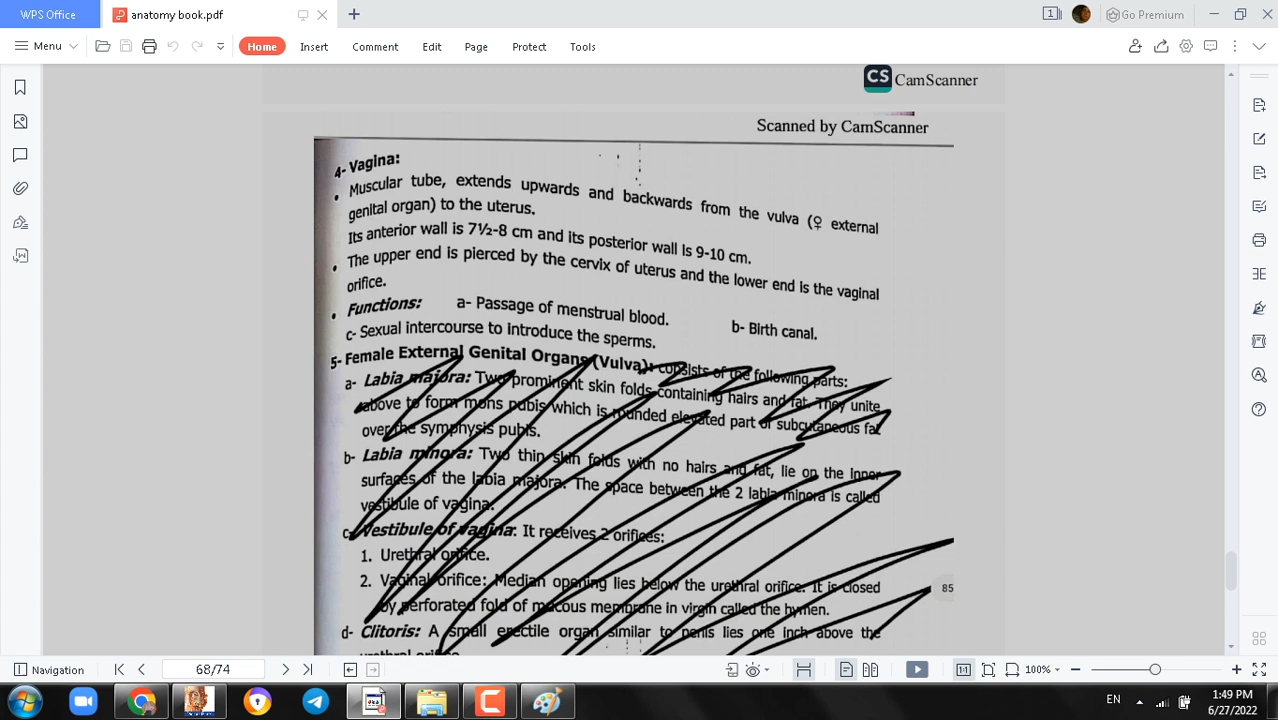 WPS Office
anatomy book.pdf
1
Go Premium
Menu
Home
Insert
Comment
Edit
Page
Protect
Tools
CS CamScanner
Scanned by CamScanner
4- Vagina:
• Muscular tube, extends upwards and backwards from the vulva (♀ external
genital organ) to the uterus.
Its anterior wall is 7½-8 cm and its posterior wall is 9-10 cm.
• The upper end is pierced by the cervix of uterus and the lower end is the vaginal
orifice.
• Functions: a- Passage of menstrual blood. b- Birth canal.
c- Sexual intercourse to introduce the sperms.
5- Female External Genital Organs (Vulva): consists of the following parts:
a- Labia majora: Two prominent skin folds containing hairs and fat. They unite
above to form mons pubis which is rounded elevated part of subcutaneous fat
over the symphysis pubis.
b- Labia minora: Two thin skin folds with no hairs and fat, lie on the inner
surfaces of the labia majora. The space between the 2 labia minora is called
vestibule of vagina.
c- Vestibule of vagina: It receives 2 orifices:
1. Urethral orifice.
2. Vaginal orifice: Median opening lies below the urethral orifice. It is closed
by perforated fold of mucous membrane in virgin called the hymen.
85
d- Clitoris: A small erectile organ similar to penis lies one inch above the
urethral orifice
Navigation
68/74
100%
EN
1:49 PM
6/27/2022